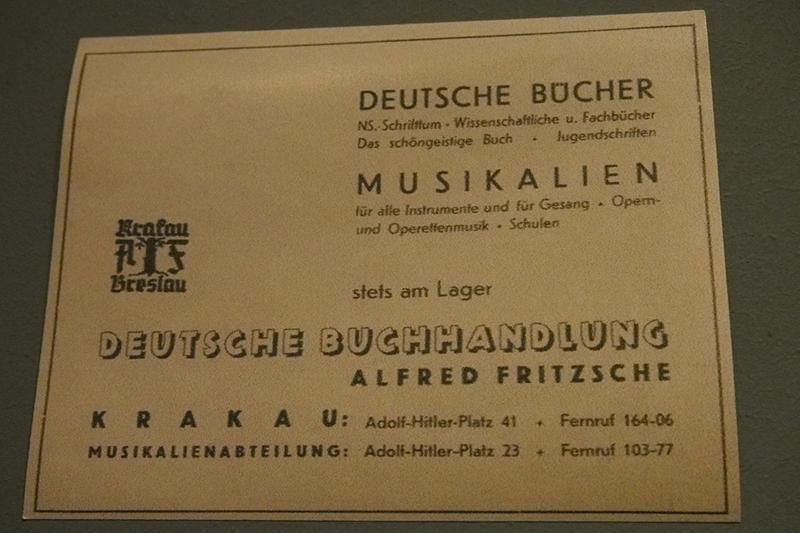 DEUTSCHE BÜCHER
NS.-Schrifttum · Wissenschaftliche u. Fachbücher
Das schöngeistige Buch · Jugendschriften
MUSIKALIEN
für alle Instrumente und für Gesang · Opern-
und Operettenmusik · Schulen
Krakau
AF
Breslau
stets am Lager
DEUTSCHE BUCHHANDLUNG
ALFRED FRITZSCHE
KRAKAU: Adolf-Hitler-Platz 41 + Fernruf 164-06
MUSIKALIENABTEILUNG: Adolf-Hitler-Platz 23 + Fernruf 103-77